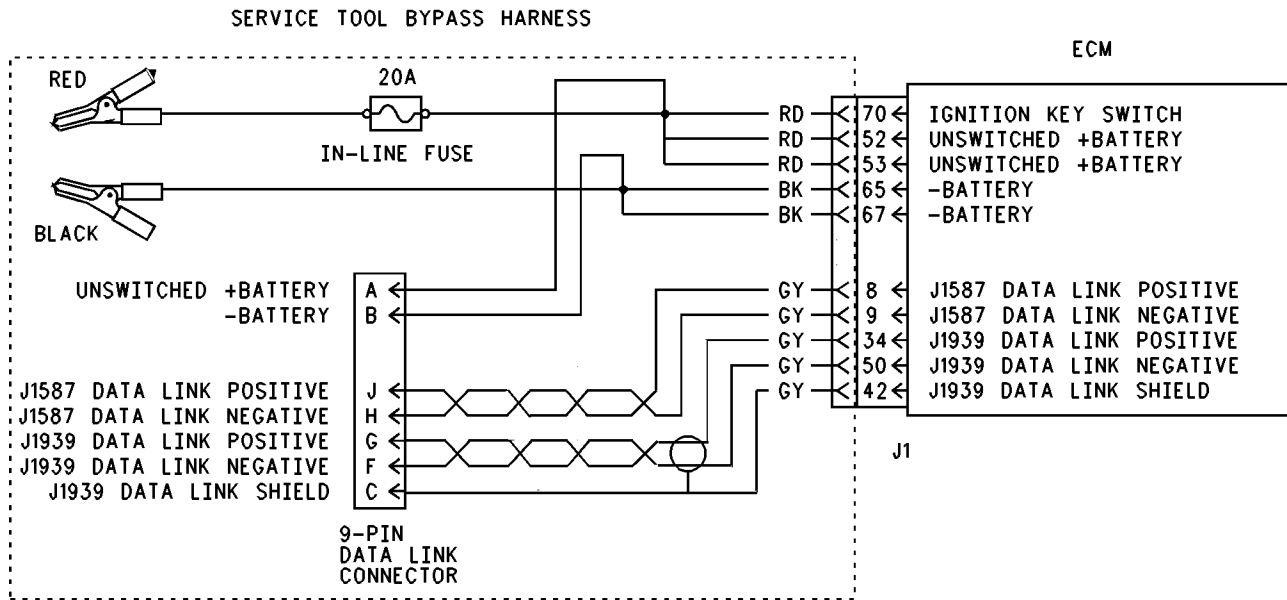 SERVICE TOOL BYPASS HARNESS
ECM
RED
20A
IN-LINE FUSE
BLACK
RD 70 IGNITION KEY SWITCH
RD 52 UNSWITCHED +BATTERY
RD 53 UNSWITCHED +BATTERY
BK 65 -BATTERY
BK 67 -BATTERY
UNSWITCHED +BATTERY A
-BATTERY B
GY 8 J1587 DATA LINK POSITIVE
GY 9 J1587 DATA LINK NEGATIVE
GY 34 J1939 DATA LINK POSITIVE
GY 50 J1939 DATA LINK NEGATIVE
GY 42 J1939 DATA LINK SHIELD
J1587 DATA LINK POSITIVE J
J1587 DATA LINK NEGATIVE H
J1939 DATA LINK POSITIVE G
J1939 DATA LINK NEGATIVE F
J1939 DATA LINK SHIELD C
J1
9-PIN
DATA LINK
CONNECTOR